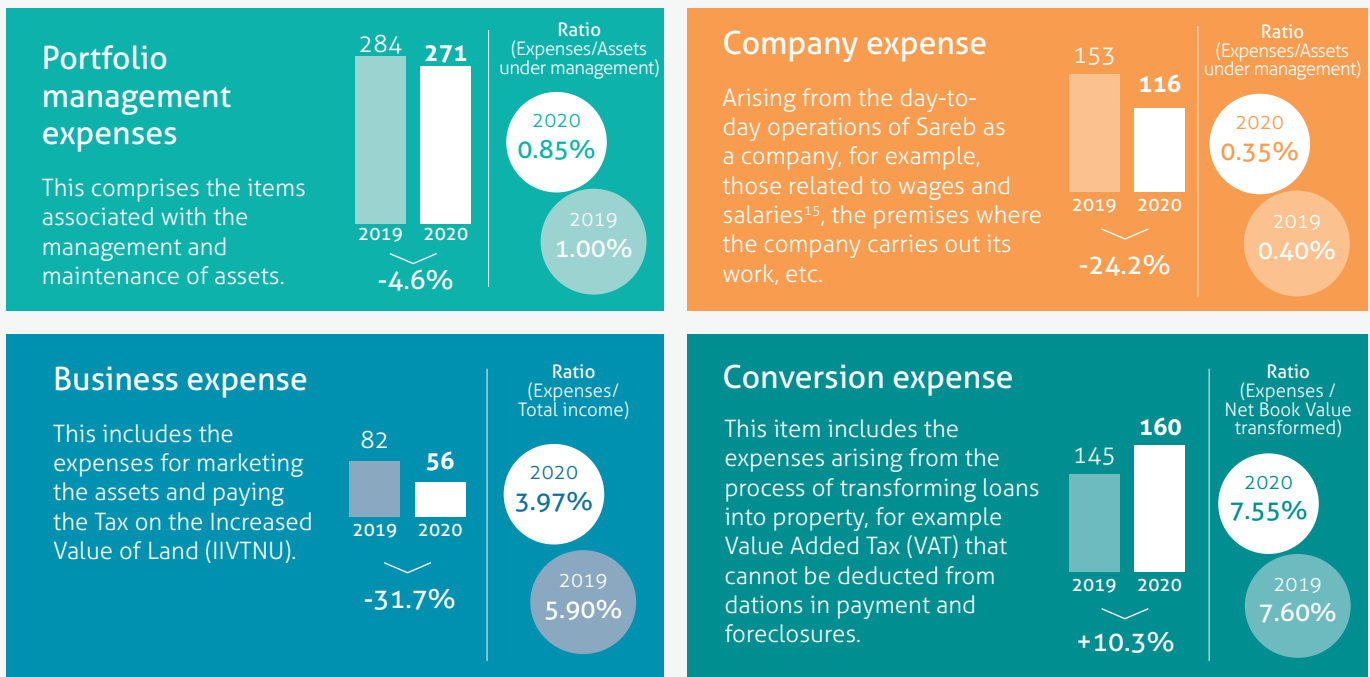 Portfolio
management
expenses
This comprises the items
associated with the
management and
maintenance of assets.
284
271
2019
2020
-4.6%
Ratio
(Expenses/Assets
under management)
2020
0.85%
2019
1.00%
Company expense
Arising from the day-to-
day operations of Sareb as
a company, for example,
those related to wages and
salaries¹⁵, the premises where
the company carries out its
work, etc.
153
116
2019
2020
-24.2%
Ratio
(Expenses/Assets
under management)
2020
0.35%
2019
0.40%
Business expense
This includes the
expenses for marketing
the assets and paying
the Tax on the Increased
Value of Land (IIVTNU).
82
56
2019
2020
-31.7%
Ratio
(Expenses/
Total income)
2020
3.97%
2019
5.90%
Conversion expense
This item includes the
expenses arising from the
process of transforming loans
into property, for example
Value Added Tax (VAT) that
cannot be deducted from
dations in payment and
foreclosures.
145
160
2019
2020
+10.3%
Ratio
(Expenses /
Net Book Value
transformed)
2020
7.55%
2019
7.60%